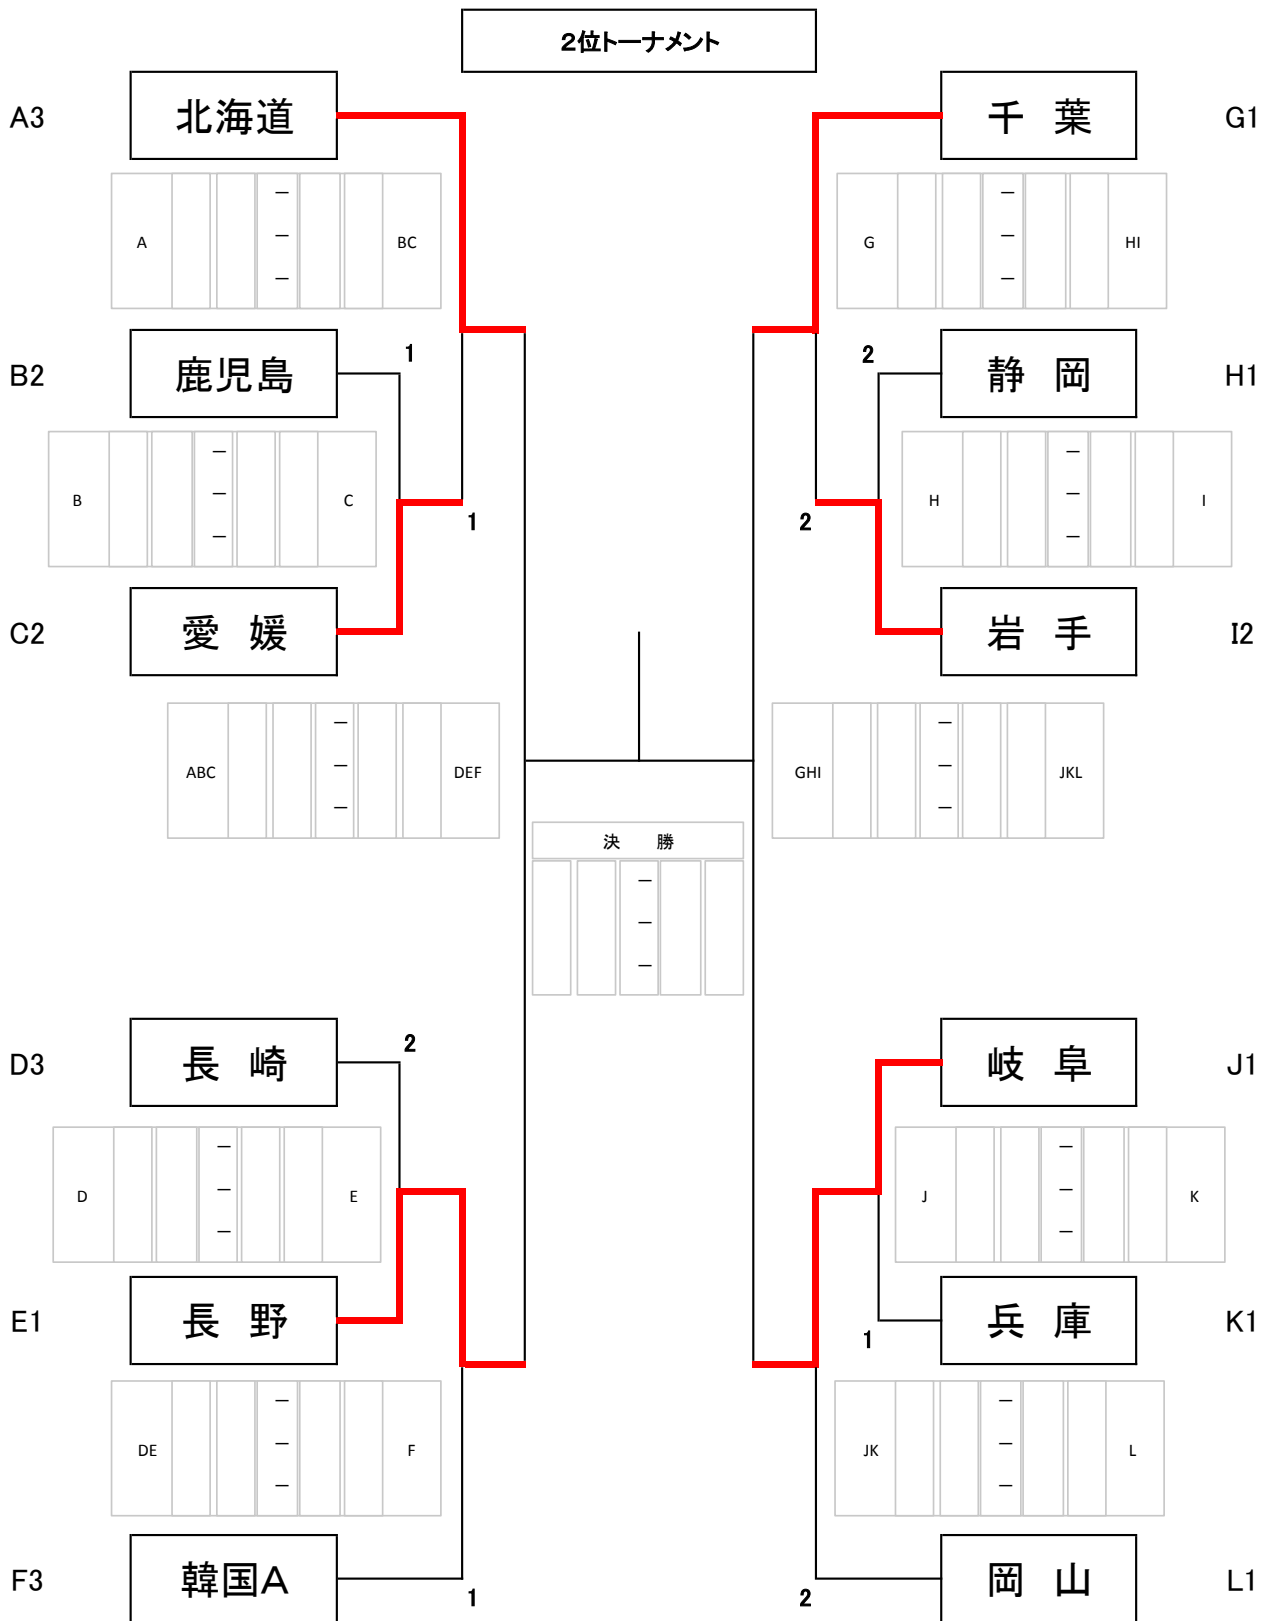 2位トーナメント
A3 北海道 千 葉 G1
A － BC G － HI
－ －
－ －
B2 鹿児島 1 2 静 岡 H1
B － C H － I
－ －
－ －
1 2
C2 愛 媛 岩 手 I2
ABC － DEF GHI － JKL
－ －
－ －
決 勝
－
－
－
D3 長 崎 2 岐 阜 J1
D － E J － K
－ －
－ －
E1 長 野 1 兵 庫 K1
DE － F JK － L
－ －
－ －
F3 韓国A 1 2 岡 山 L1